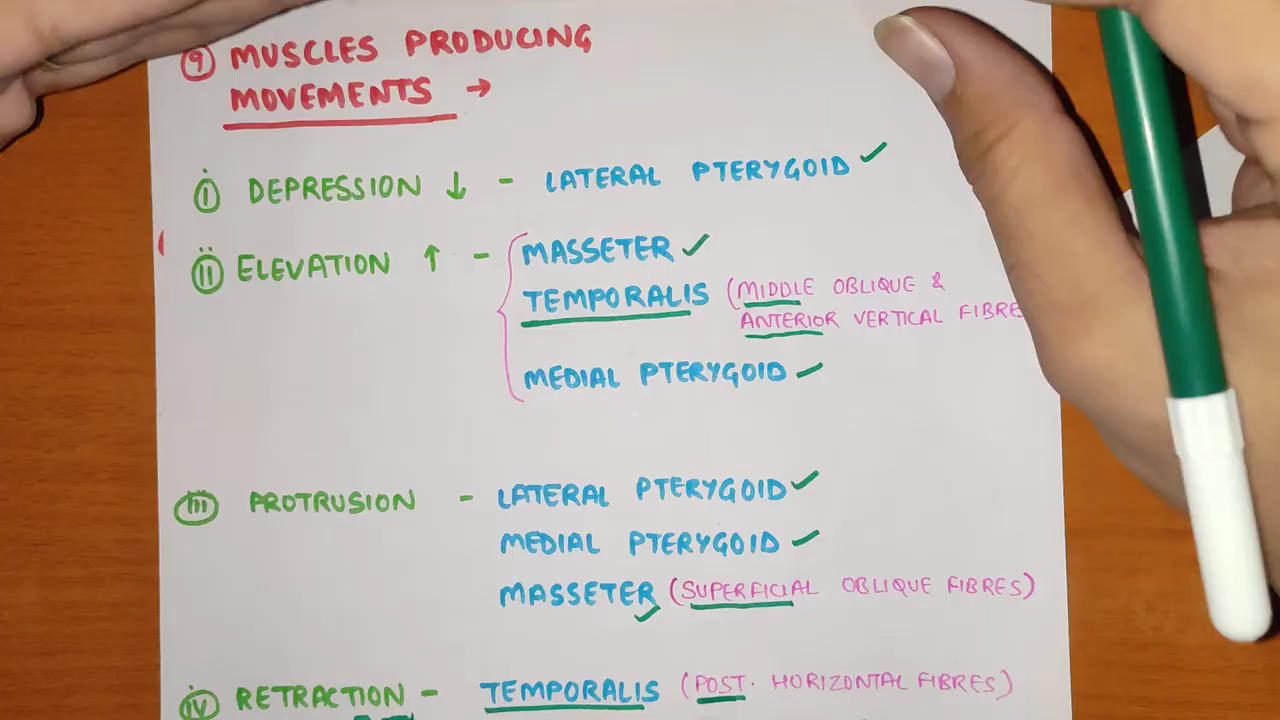 9 MUSCLES PRODUCING
MOVEMENTS →
i DEPRESSION ↓ - LATERAL PTERYGOID ✓
ii ELEVATION ↑ - MASSETER ✓
TEMPORALIS (MIDDLE OBLIQUE &
ANTERIOR VERTICAL FIBRE
MEDIAL PTERYGOID ✓
iii PROTRUSION - LATERAL PTERYGOID ✓
MEDIAL PTERYGOID ✓
MASSETER (SUPERFICIAL OBLIQUE FIBRES) ✓
iv RETRACTION - TEMPORALIS (POST. HORIZONTAL FIBRES)